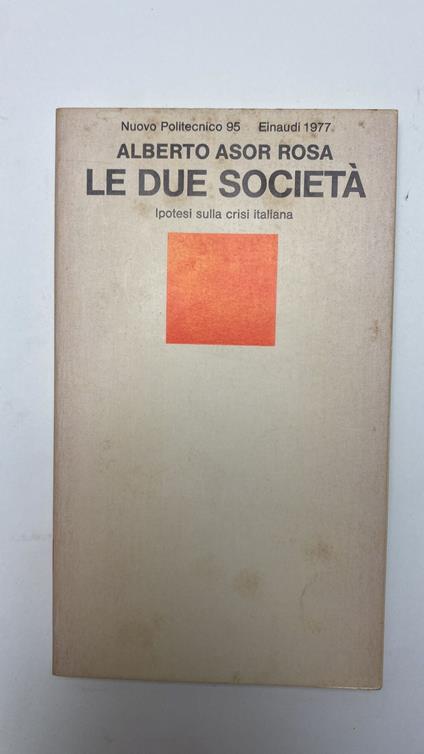 Nuovo Politecnico 95 Einaudi 1977
ALBERTO ASOR ROSA
LE DUE SOCIETÀ
Ipotesi sulla crisi italiana